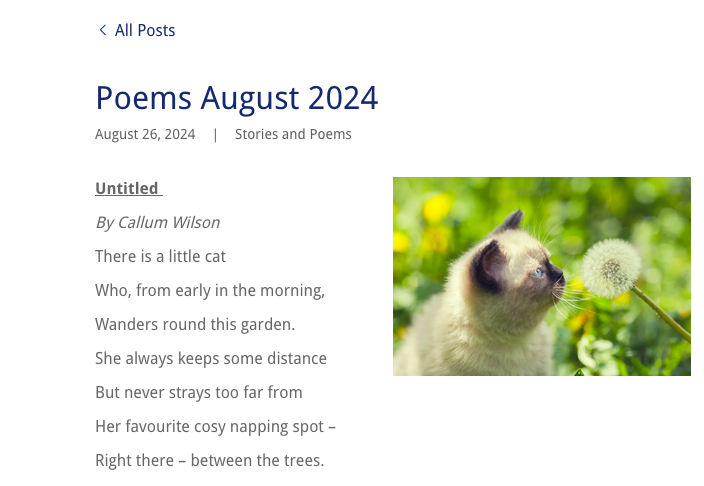 All Posts
Poems August 2024
August 26, 2024 | Stories and Poems
Untitled
By Callum Wilson
There is a little cat
Who, from early in the morning,
Wanders round this garden.
She always keeps some distance
But never strays too far from
Her favourite cosy napping spot –
Right there – between the trees.